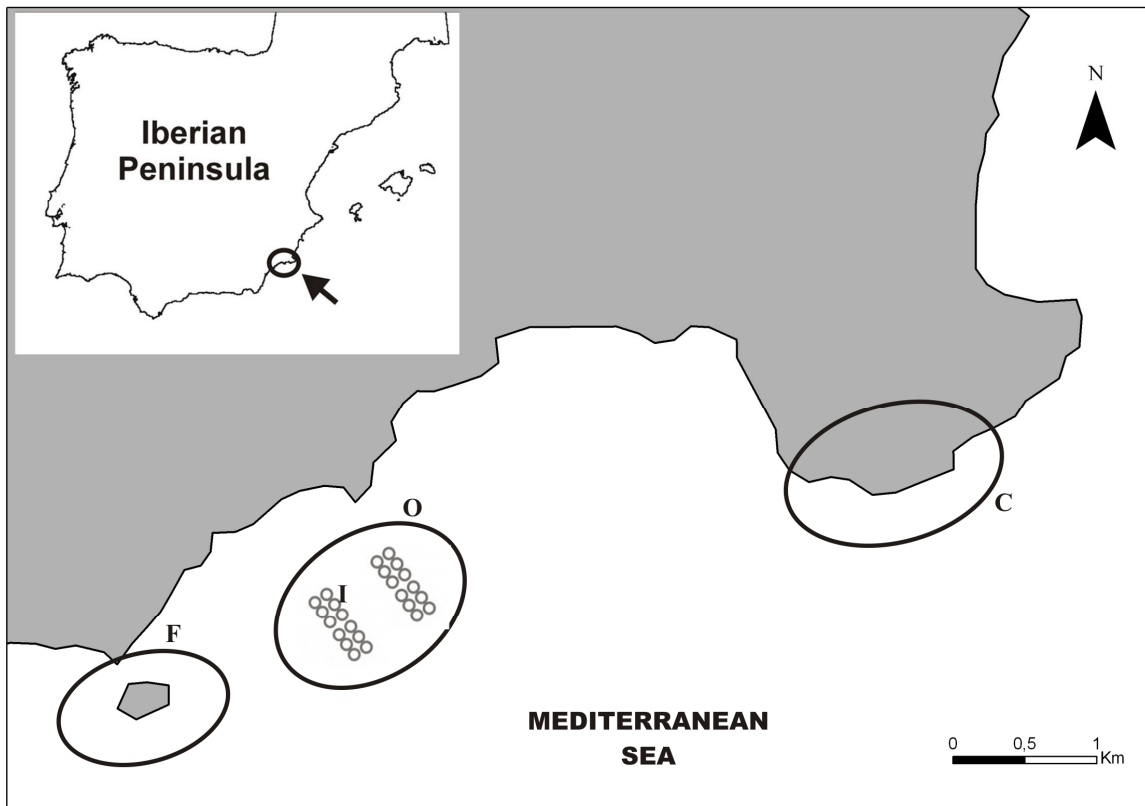 Iberian
Peninsula
N
O
C
I
F
MEDITERRANEAN
SEA
0 0,5 1
Km